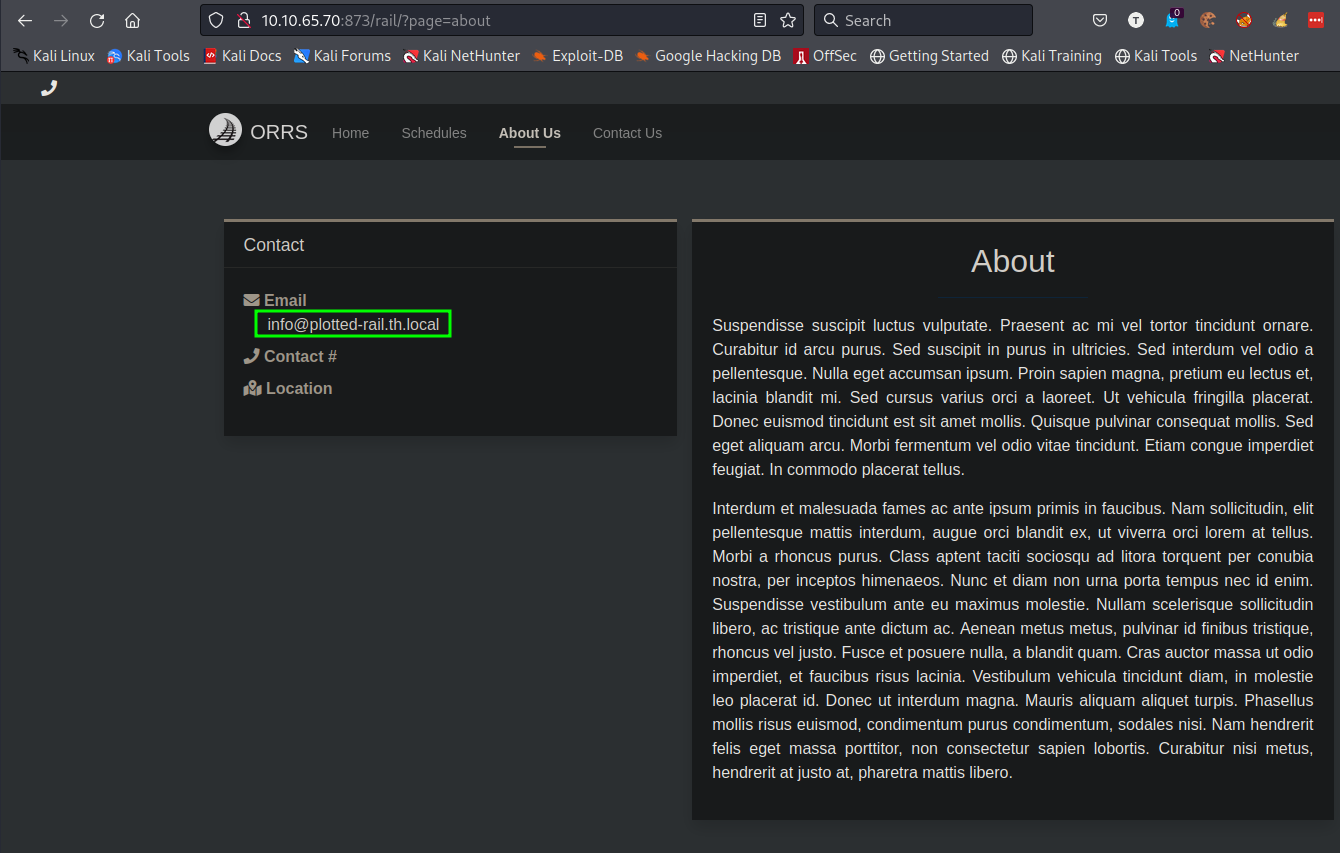 10.10.65.70:873/rail/?page=about
Search
0
T
Kali Linux Kali Tools Kali Docs Kali Forums Kali NetHunter Exploit-DB Google Hacking DB OffSec Getting Started Kali Training Kali Tools NetHunter
ORRS Home Schedules About Us Contact Us
Contact
Email
info@plotted-rail.th.local
Contact #
Location
About
Suspendisse suscipit luctus vulputate. Praesent ac mi vel tortor tincidunt ornare.
Curabitur id arcu purus. Sed suscipit in purus in ultricies. Sed interdum vel odio a
pellentesque. Nulla eget accumsan ipsum. Proin sapien magna, pretium eu lectus et,
lacinia blandit mi. Sed cursus varius orci a laoreet. Ut vehicula fringilla placerat.
Donec euismod tincidunt est sit amet mollis. Quisque pulvinar consequat mollis. Sed
eget aliquam arcu. Morbi fermentum vel odio vitae tincidunt. Etiam congue imperdiet
feugiat. In commodo placerat tellus.
Interdum et malesuada fames ac ante ipsum primis in faucibus. Nam sollicitudin, elit
pellentesque mattis interdum, augue orci blandit ex, ut viverra orci lorem at tellus.
Morbi a rhoncus purus. Class aptent taciti sociosqu ad litora torquent per conubia
nostra, per inceptos himenaeos. Nunc et diam non urna porta tempus nec id enim.
Suspendisse vestibulum ante eu maximus molestie. Nullam scelerisque sollicitudin
libero, ac tristique ante dictum ac. Aenean metus metus, pulvinar id finibus tristique,
rhoncus vel justo. Fusce et posuere nulla, a blandit quam. Cras auctor massa ut odio
imperdiet, et faucibus risus lacinia. Vestibulum vehicula tincidunt diam, in molestie
leo placerat id. Donec ut interdum magna. Mauris aliquam aliquet turpis. Phasellus
mollis risus euismod, condimentum purus condimentum, sodales nisi. Nam hendrerit
felis eget massa porttitor, non consectetur sapien lobortis. Curabitur nisi metus,
hendrerit at justo at, pharetra mattis libero.